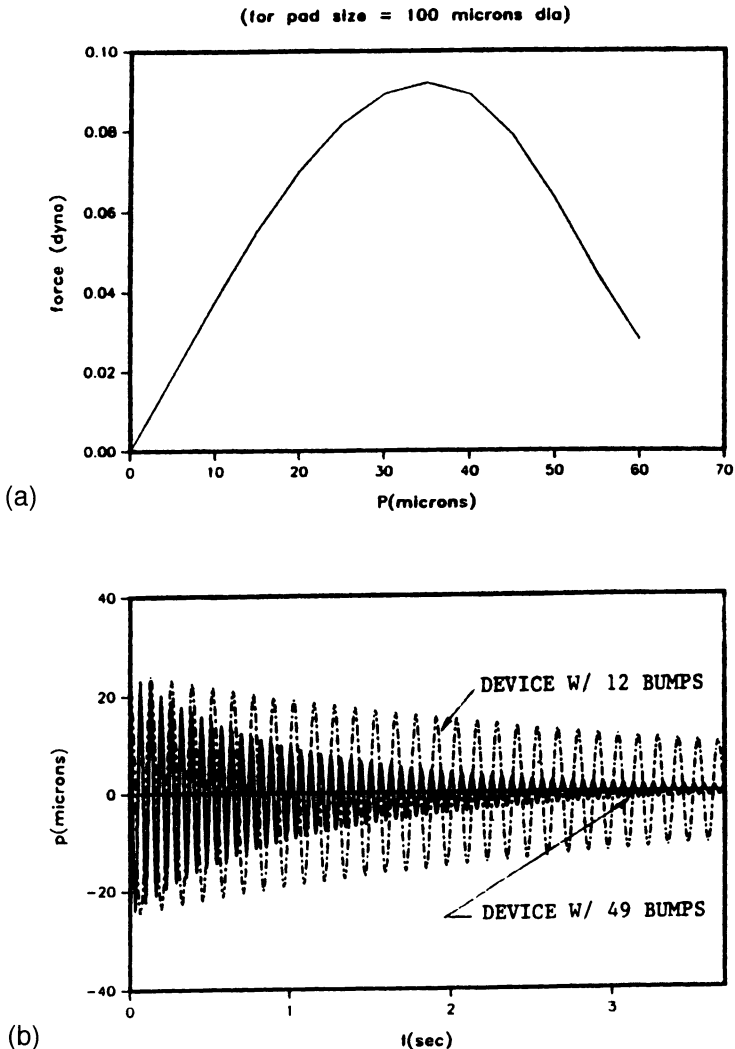 (for pad size = 100 microns dia)
0.10
0.08
0.06
0.04
0.02
0.00
force (dyne)
0 10 20 30 40 50 60 70
P(microns)
(a)
40
20
0
-20
-40
p(microns)
DEVICE W/ 12 BUMPS
DEVICE W/ 49 BUMPS
0 1 2 3
t(sec)
(b)